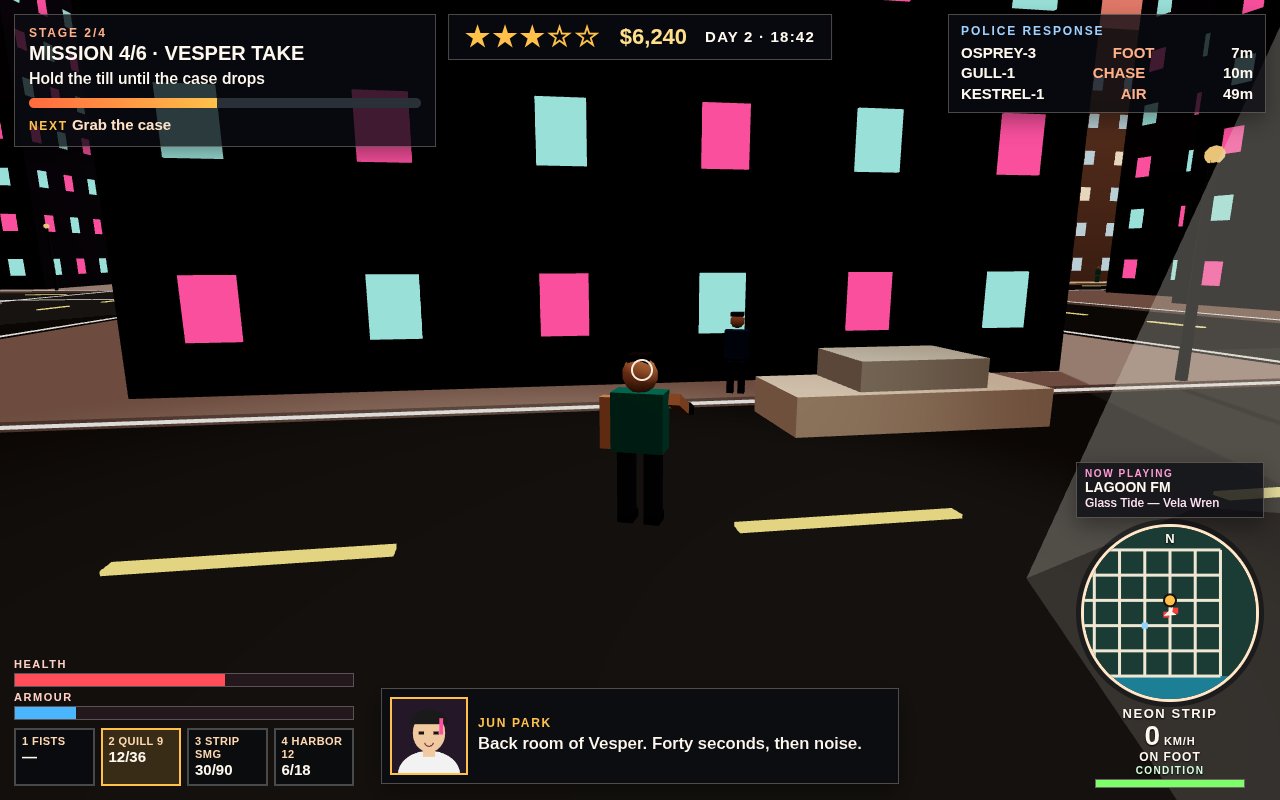 STAGE 2/4
MISSION 4/6 · VESPER TAKE
Hold the till until the case drops
NEXT Grab the case
★★★☆☆ $6,240 DAY 2 · 18:42
POLICE RESPONSE
OSPREY-3 FOOT 7m
GULL-1 CHASE 10m
KESTREL-1 AIR 49m
NOW PLAYING
LAGOON FM
Glass Tide — Vela Wren
N
NEON STRIP
0 KM/H
ON FOOT
CONDITION
HEALTH
ARMOUR
1 FISTS
—
2 QUILL 9
12/36
3 STRIP
SMG
30/90
4 HARBOR
12
6/18
JUN PARK
Back room of Vesper. Forty seconds, then noise.